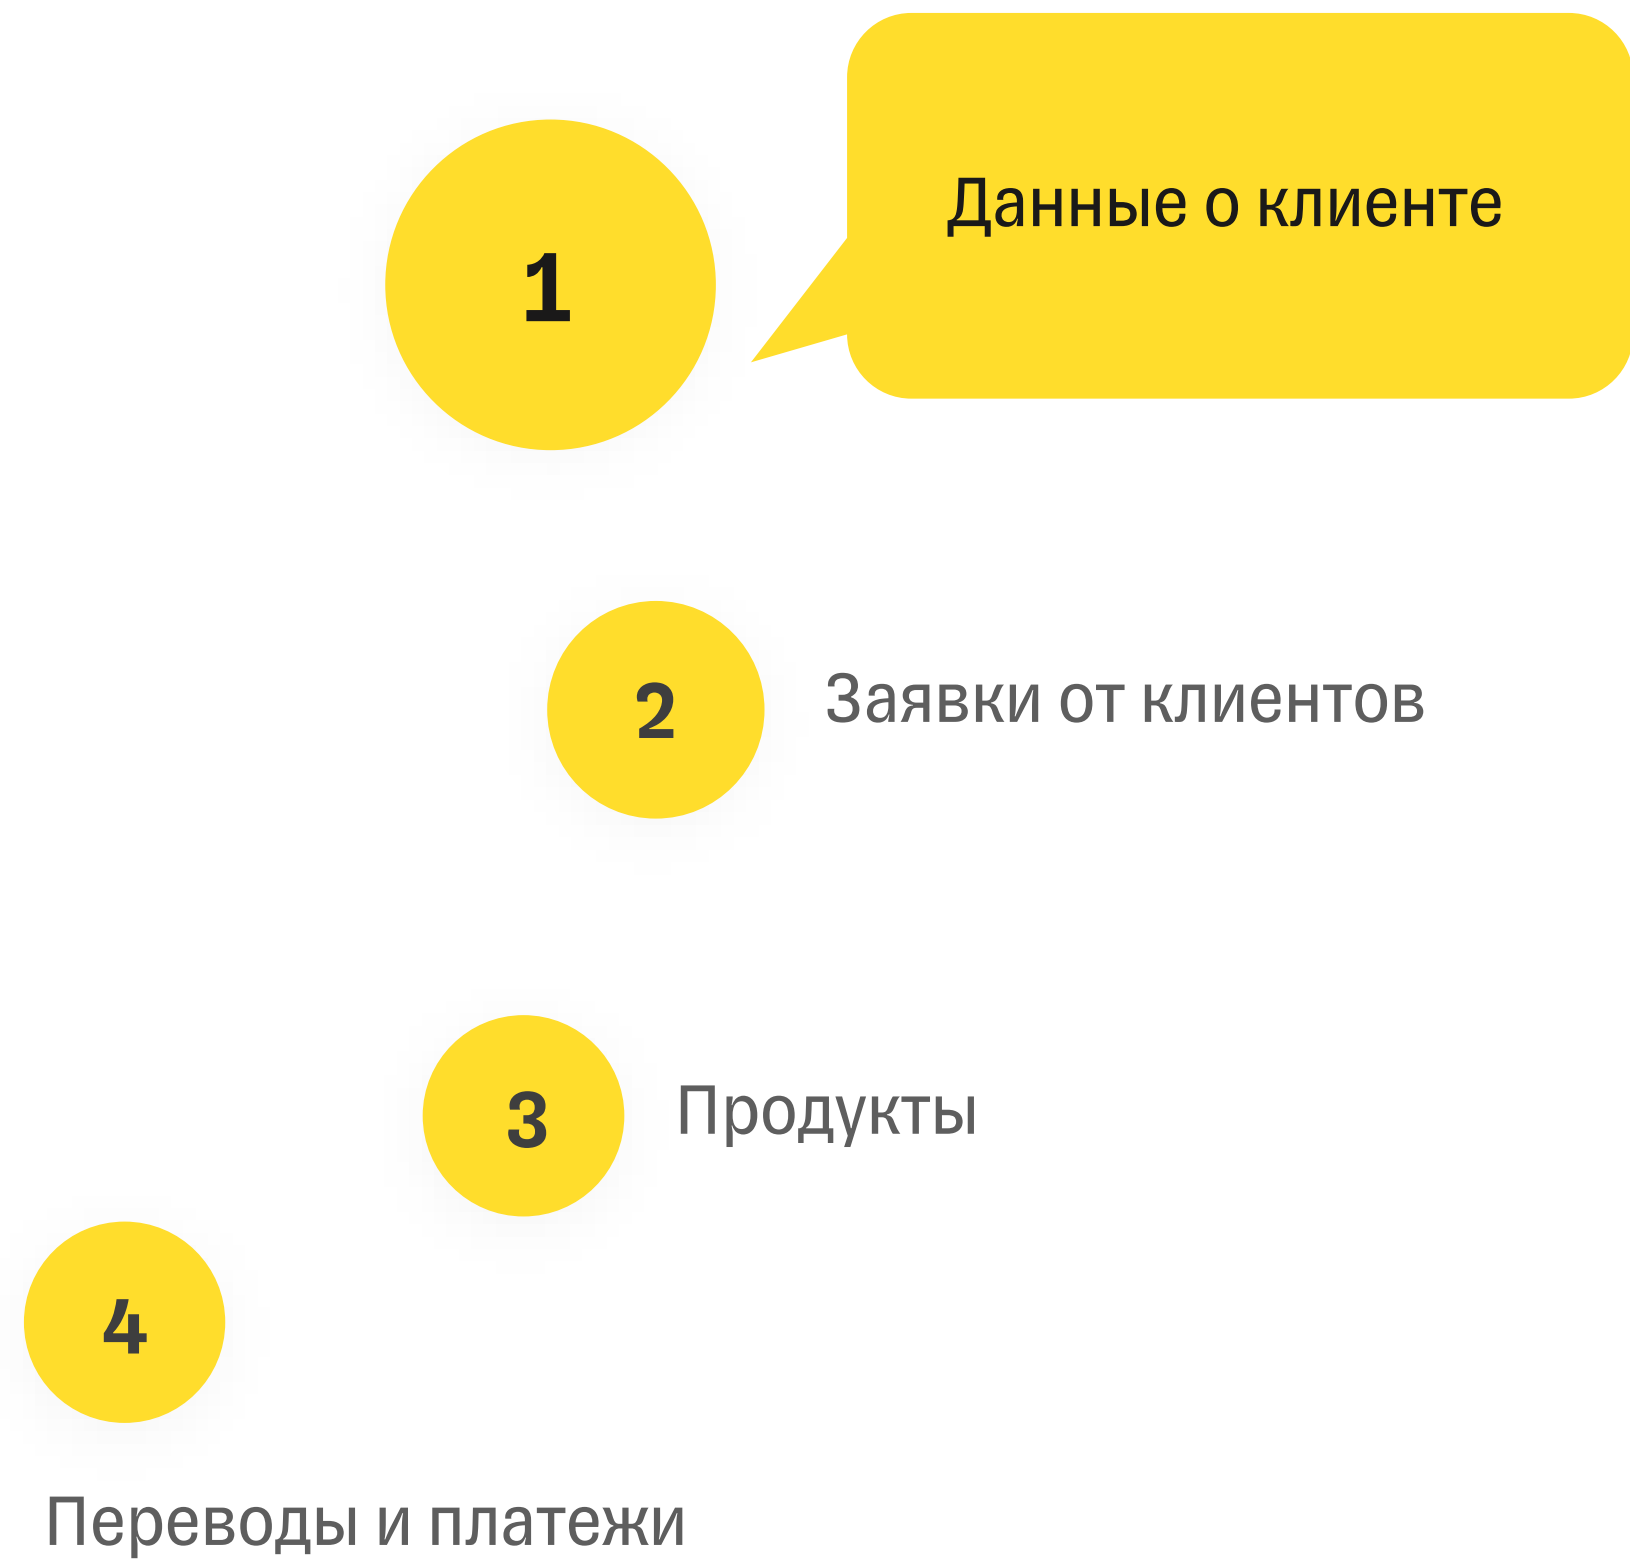 1
Данные о клиенте
2
Заявки от клиентов
3
Продукты
4
Переводы и платежи